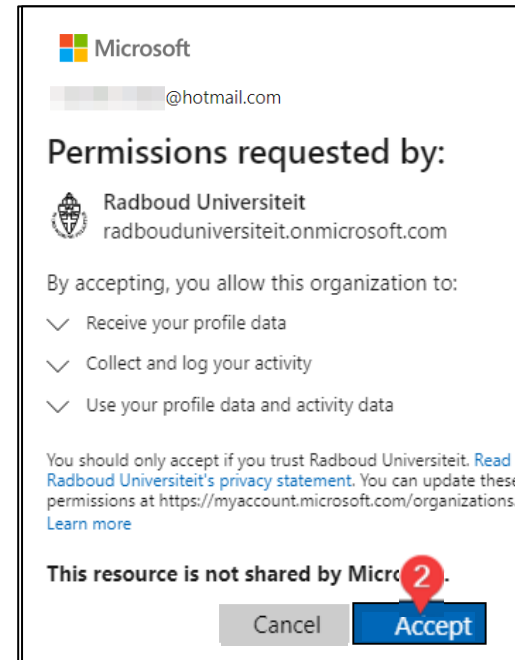 Microsoft
@hotmail.com
Permissions requested by:
Radboud Universiteit
radbouduniversiteit.onmicrosoft.com
By accepting, you allow this organization to:
Receive your profile data
Collect and log your activity
Use your profile data and activity data
You should only accept if you trust Radboud Universiteit. Read
Radboud Universiteit's privacy statement. You can update these
permissions at https://myaccount.microsoft.com/organizations.
Learn more
This resource is not shared by
2
Cancel Accept